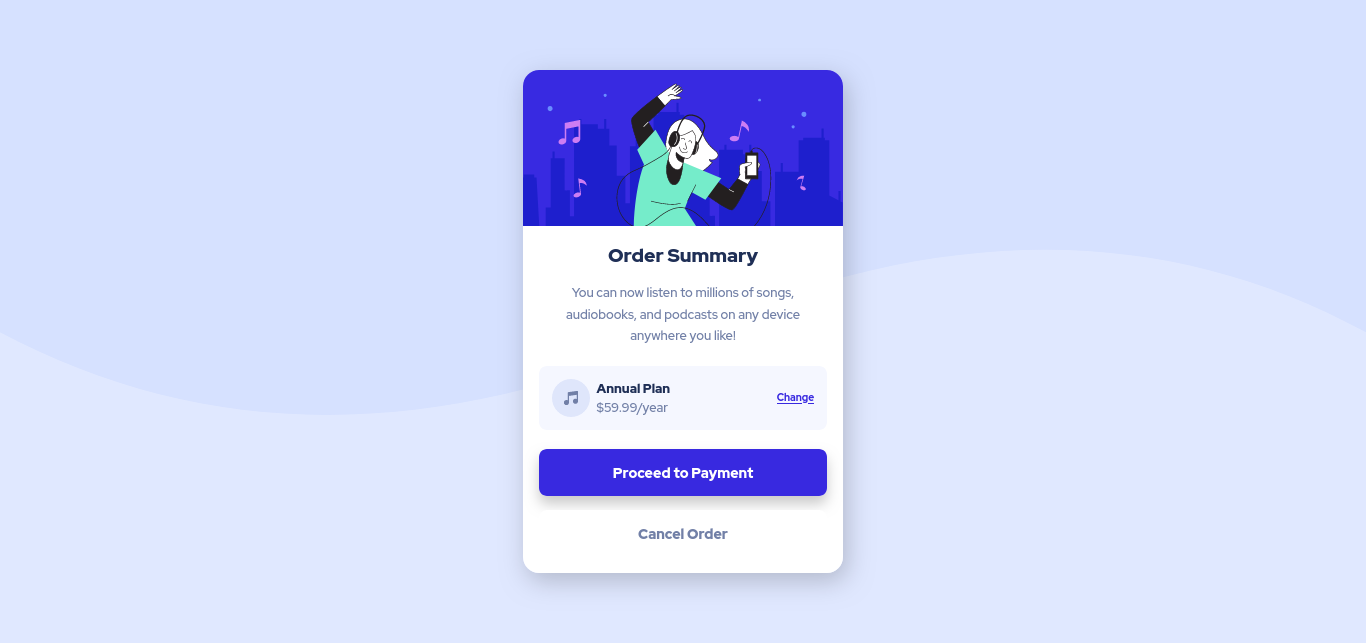 Order Summary
You can now listen to millions of songs,
audiobooks, and podcasts on any device
anywhere you like!
Annual Plan
$59.99/year
Change
Proceed to Payment
Cancel Order